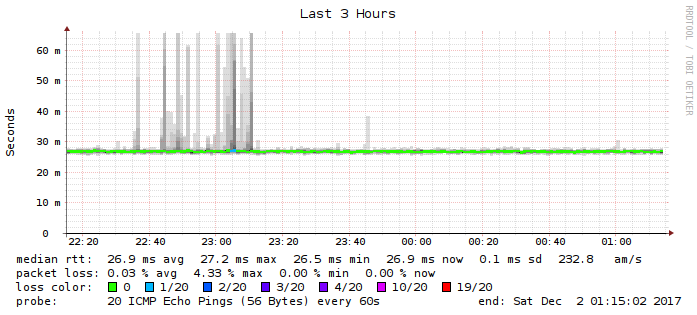 Last 3 Hours
RRDTOOL / TOBI OETIKER
Seconds
60 m
50 m
40 m
30 m
20 m
10 m
0
22:20 22:40 23:00 23:20 23:40 00:00 00:20 00:40 01:00
median rtt: 26.9 ms avg 27.2 ms max 26.5 ms min 26.9 ms now 0.1 ms sd 232.8 am/s
packet loss: 0.03 % avg 4.33 % max 0.00 % min 0.00 % now
loss color: 0 1/20 2/20 3/20 4/20 10/20 19/20
probe: 20 ICMP Echo Pings (56 Bytes) every 60s end: Sat Dec 2 01:15:02 2017